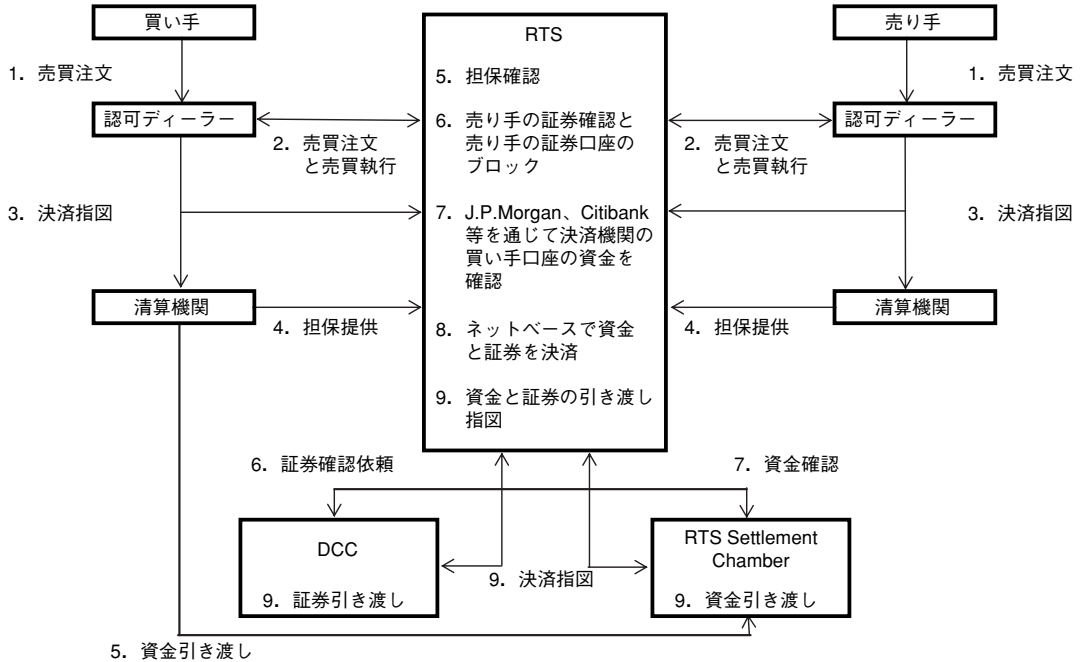 買い手
RTS
売り手
1. 売買注文
1. 売買注文
認可ディーラー
認可ディーラー
2. 売買注文
と売買執行
2. 売買注文
と売買執行
3. 決済指図
3. 決済指図
5. 担保確認
6. 売り手の証券確認と
売り手の証券口座の
ブロック
7. J.P.Morgan、Citibank
等を通じて決済機関の
買い手口座の資金を
確認
8. ネットベースで資金
と証券を決済
9. 資金と証券の引き渡し
指図
清算機関
清算機関
4. 担保提供
4. 担保提供
6. 証券確認依頼
7. 資金確認
DCC
9. 証券引き渡し
9. 決済指図
RTS Settlement
Chamber
9. 資金引き渡し
5. 資金引き渡し